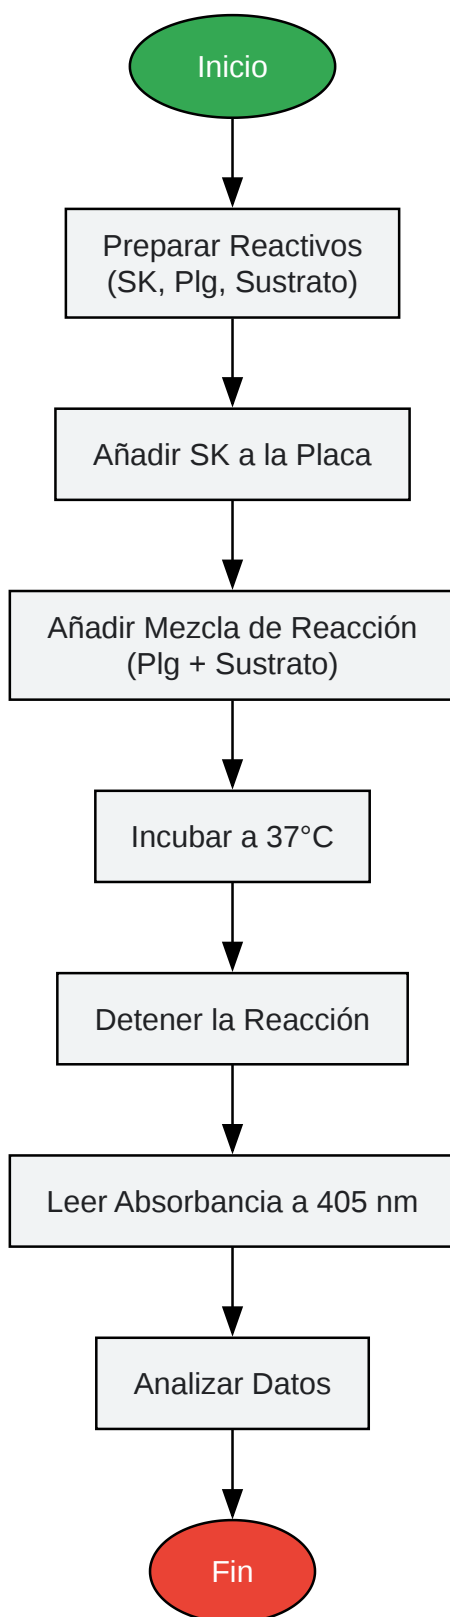 Inicio
Preparar Reactivos
(SK, Plg, Sustrato)
Añadir SK a la Placa
Añadir Mezcla de Reacción
(Plg + Sustrato)
Incubar a 37°C
Detener la Reacción
Leer Absorbancia a 405 nm
Analizar Datos
Fin